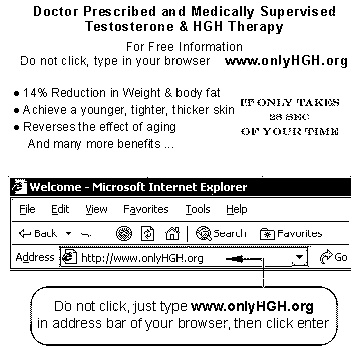 Doctor Prescribed and Medically Supervised
Testosterone & HGH Therapy
For Free Information
Do not click, type in your browser www.onlyHGH.org
• 14% Reduction in Weight & body fat
• Achieve a younger, tighter, thicker skin
• Reverses the effect of aging
And many more benefits ...
IT ONLY TAKES
28 SEC
OF YOUR TIME
Welcome - Microsoft Internet Explorer
File Edit View Favorites Tools Help
Back Search Favorites
Address http://www.onlyHGH.org Go
Do not click, just type www.onlyHGH.org
in address bar of your browser, then click enter